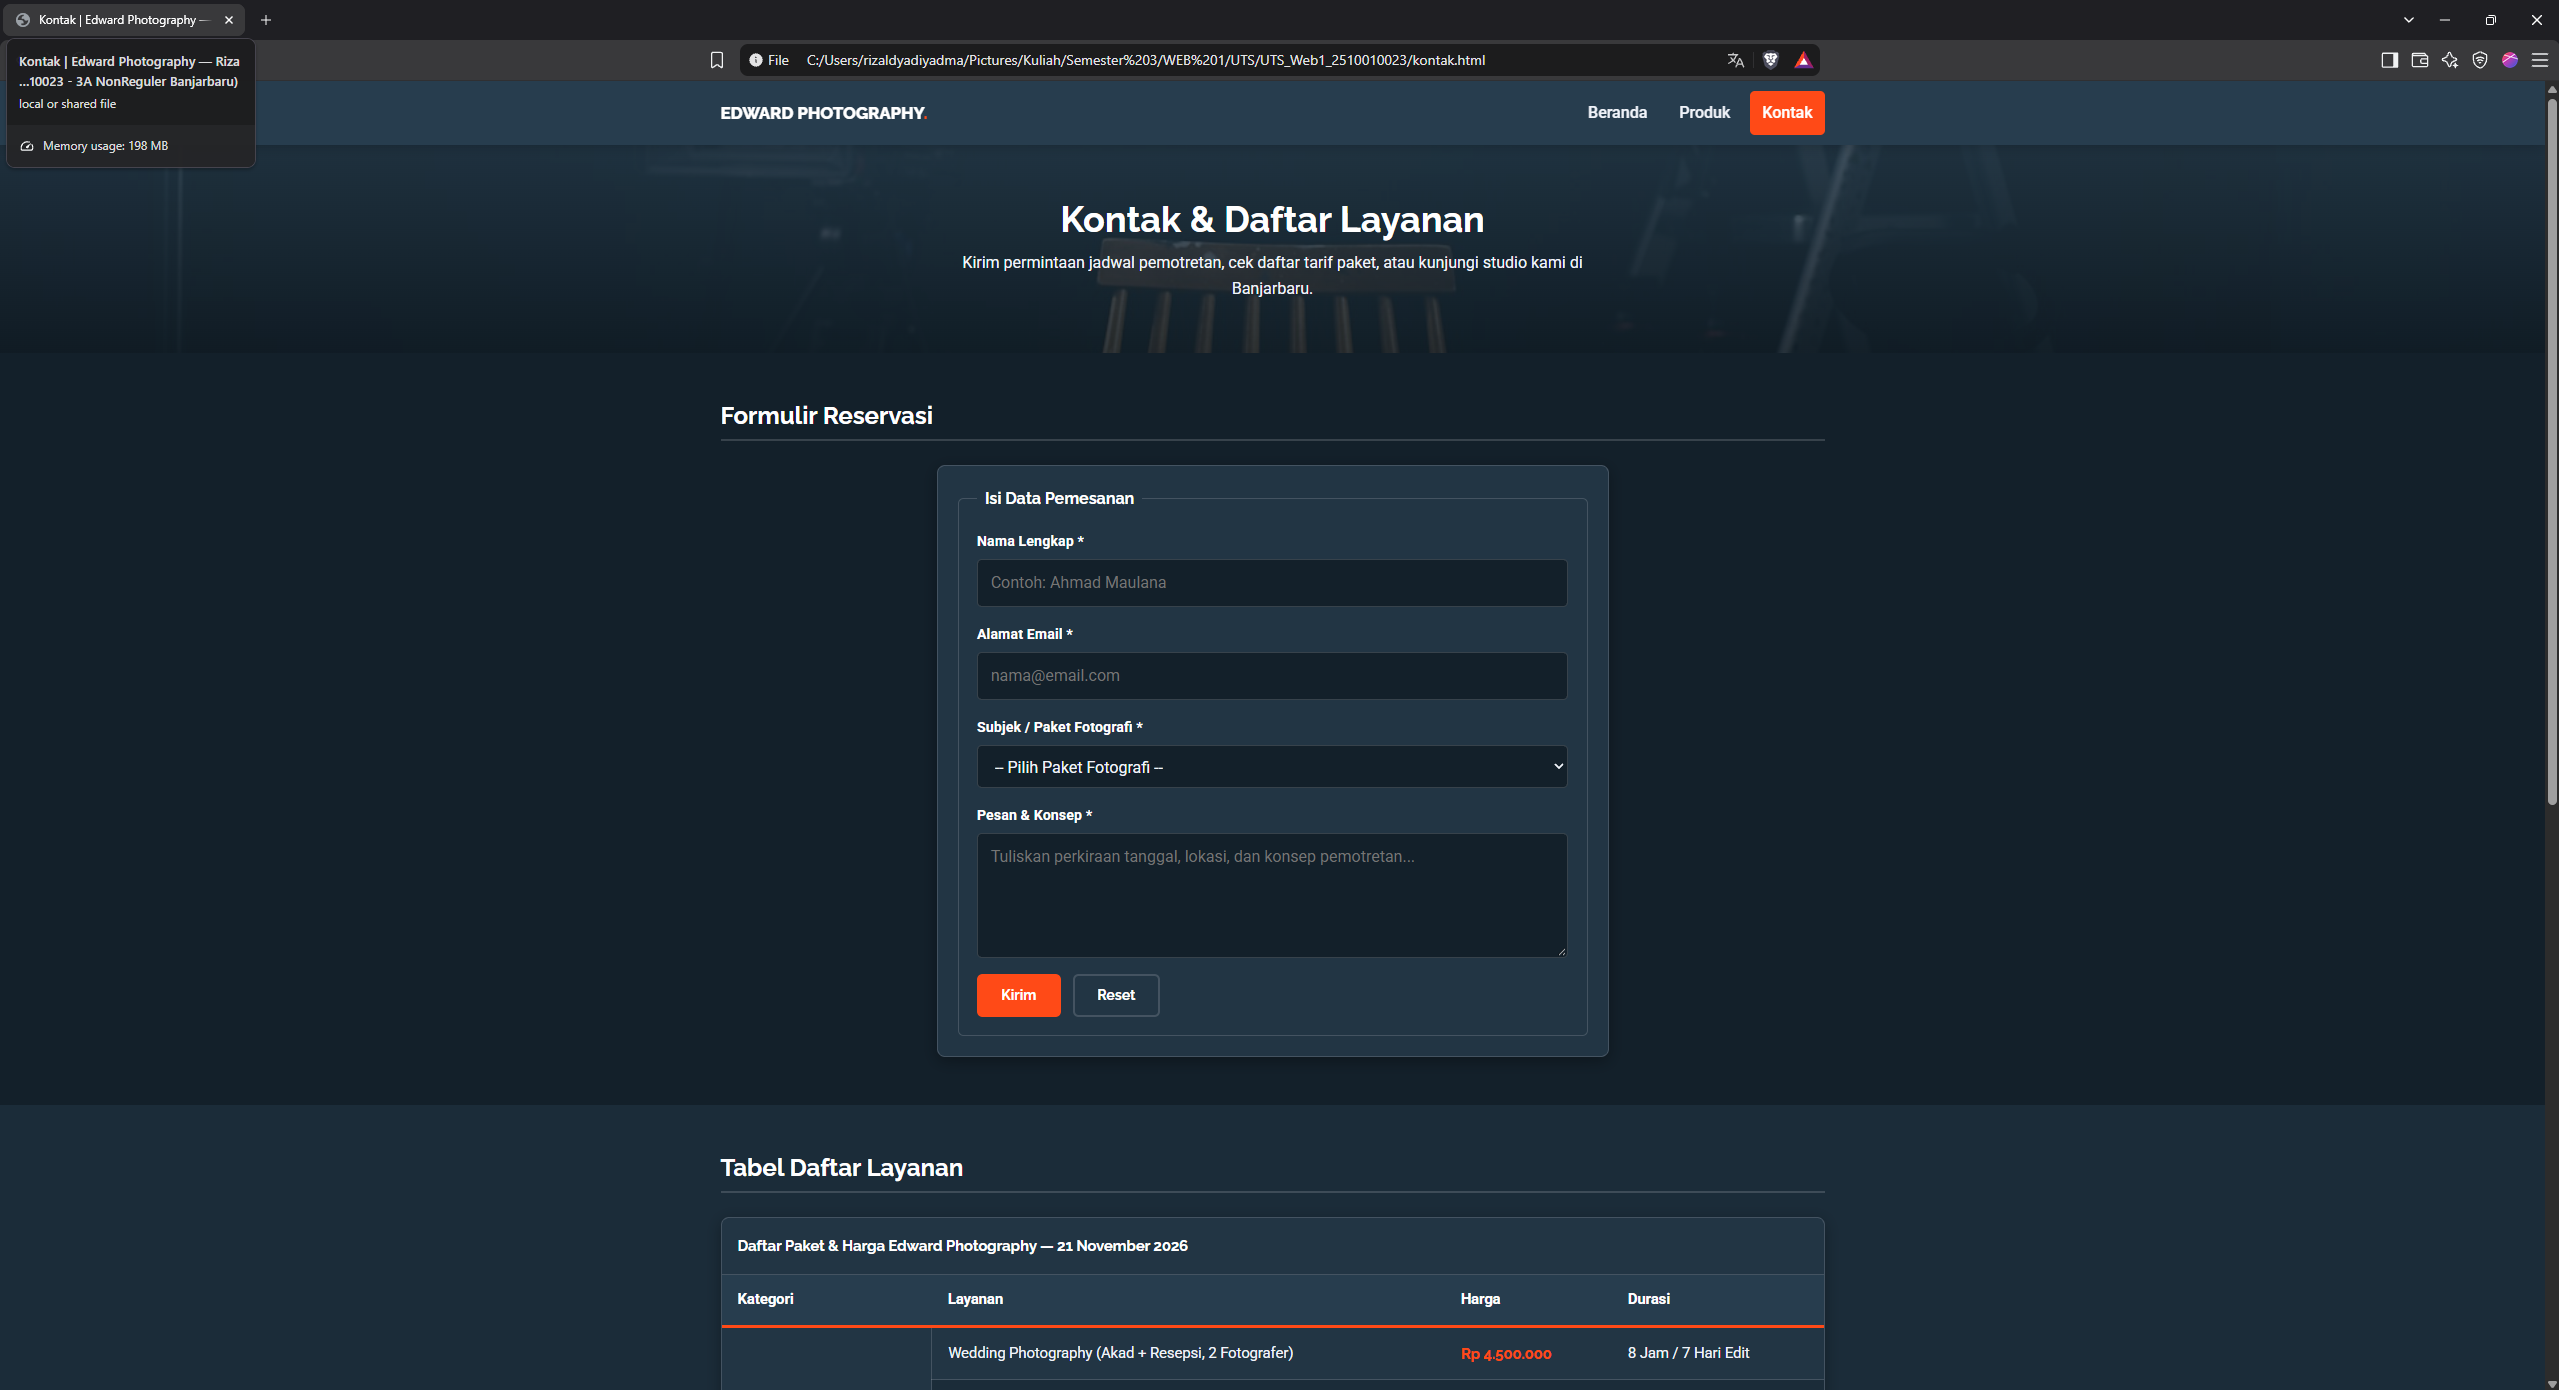 Kontak | Edward Photography —
Kontak | Edward Photography — Riza
...10023 - 3A NonReguler Banjarbaru)
local or shared file
Memory usage: 198 MB
File C:/Users/rizaldyadiyadma/Pictures/Kuliah/Semester%203/WEB%201/UTS/UTS_Web1_2510010023/kontak.html
EDWARD PHOTOGRAPHY.
Beranda Produk Kontak
Kontak & Daftar Layanan
Kirim permintaan jadwal pemotretan, cek daftar tarif paket, atau kunjungi studio kami di
Banjarbaru.
Formulir Reservasi
Isi Data Pemesanan
Nama Lengkap *
Contoh: Ahmad Maulana
Alamat Email *
nama@email.com
Subjek / Paket Fotografi *
-- Pilih Paket Fotografi --
Pesan & Konsep *
Tuliskan perkiraan tanggal, lokasi, dan konsep pemotretan...
Kirim Reset
Tabel Daftar Layanan
Daftar Paket & Harga Edward Photography — 21 November 2026
Kategori Layanan Harga Durasi
Wedding Photography (Akad + Resepsi, 2 Fotografer) Rp 4.500.000 8 Jam / 7 Hari Edit